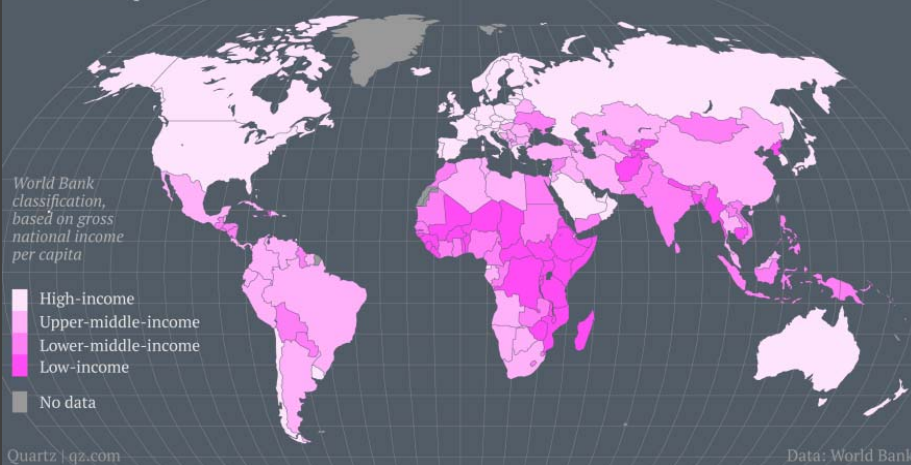 World Bank
classification,
based on gross
national income
per capita
High-income
Upper-middle-income
Lower-middle-income
Low-income
No data
Quartz | qz.com
Data: World Bank